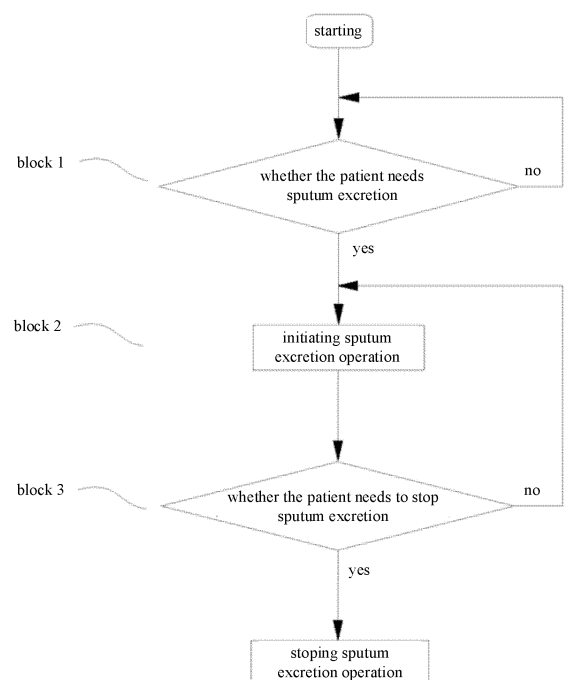 starting
block 1
whether the patient needs
sputum excretion
no
yes
block 2
initiating sputum
excretion operation
block 3
whether the patient needs to stop
sputum excretion
no
yes
stoping sputum
excretion operation